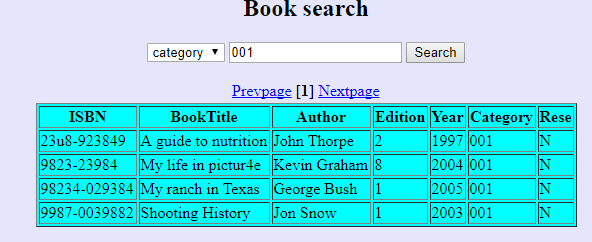 Book search
category 001 Search
Prevpage [1] Nextpage
ISBN BookTitle Author Edition Year Category Rese
23u8-923849 A guide to nutrition John Thorpe 2 1997 001 N
9823-23984 My life in pictur4e Kevin Graham 8 2004 001 N
98234-029384 My ranch in Texas George Bush 1 2005 001 N
9987-0039882 Shooting History Jon Snow 1 2003 001 N